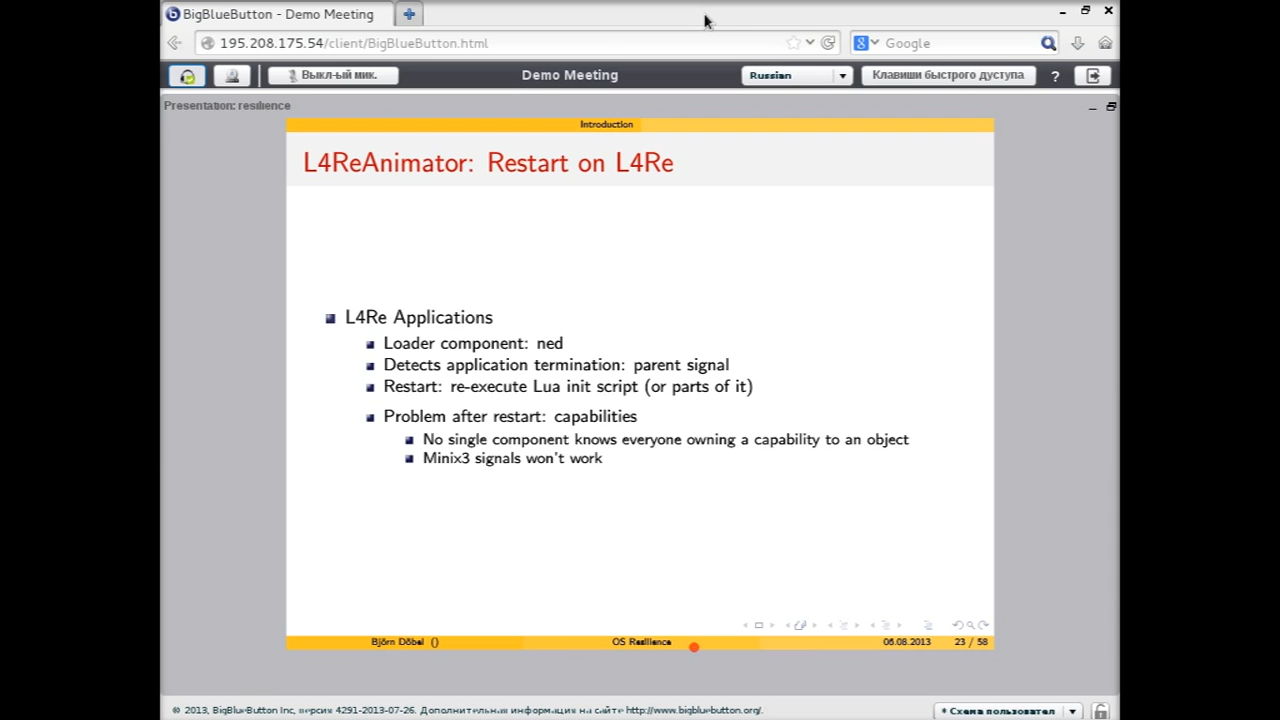 BigBlueButton - Demo Meeting
195.208.175.54/client/BigBlueButton.html
Google
Выкл-ый мик.
Demo Meeting
Russian
Клавиши быстрого доступа
?
Presentation: resilience
Introduction
L4ReAnimator: Restart on L4Re
L4Re Applications
Loader component: ned
Detects application termination: parent signal
Restart: re-execute Lua init script (or parts of it)
Problem after restart: capabilities
No single component knows everyone owning a capability to an object
Minix3 signals won't work
Björn Döbel ()
OS Resilience
06.08.2013
23 / 58
© 2013, BigBlueButton Inc, версия 4291-2013-07-26. Дополнительная информация на сайте http://www.bigbluebutton.org/.
* Схема пользователя